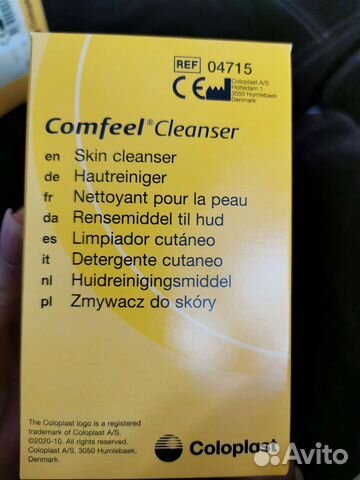 REF 04715
CE Coloplast A/S
Holtedam 1
3050 Humlebaek
Denmark
Comfeel® Cleanser
en Skin cleanser
de Hautreiniger
fr Nettoyant pour la peau
da Rensemiddel til hud
es Limpiador cutáneo
it Detergente cutaneo
nl Huidreinigingsmiddel
pl Zmywacz do skóry
The Coloplast logo is a registered
trademark of Coloplast A/S.
©2020-10. All rights reserved.
Coloplast A/S, 3050 Humlebaek,
Denmark.
Coloplast
Avito